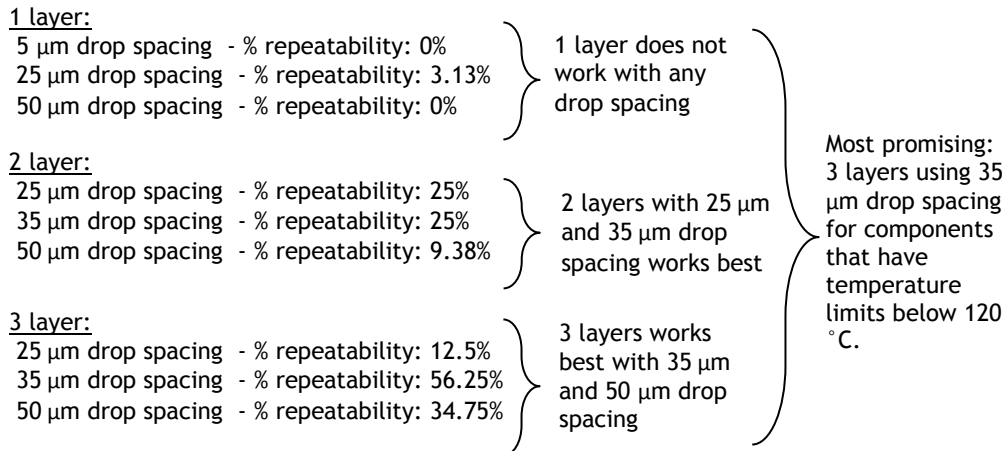 1 layer:
5 µm drop spacing - % repeatability: 0%
25 µm drop spacing - % repeatability: 3.13%
50 µm drop spacing - % repeatability: 0%
1 layer does not
work with any
drop spacing
2 layer:
25 µm drop spacing - % repeatability: 25%
35 µm drop spacing - % repeatability: 25%
50 µm drop spacing - % repeatability: 9.38%
2 layers with 25 µm
and 35 µm drop
spacing works best
3 layer:
25 µm drop spacing - % repeatability: 12.5%
35 µm drop spacing - % repeatability: 56.25%
50 µm drop spacing - % repeatability: 34.75%
3 layers works
best with 35 µm
and 50 µm drop
spacing
Most promising:
3 layers using 35
µm drop spacing
for components
that have
temperature
limits below 120
°C.